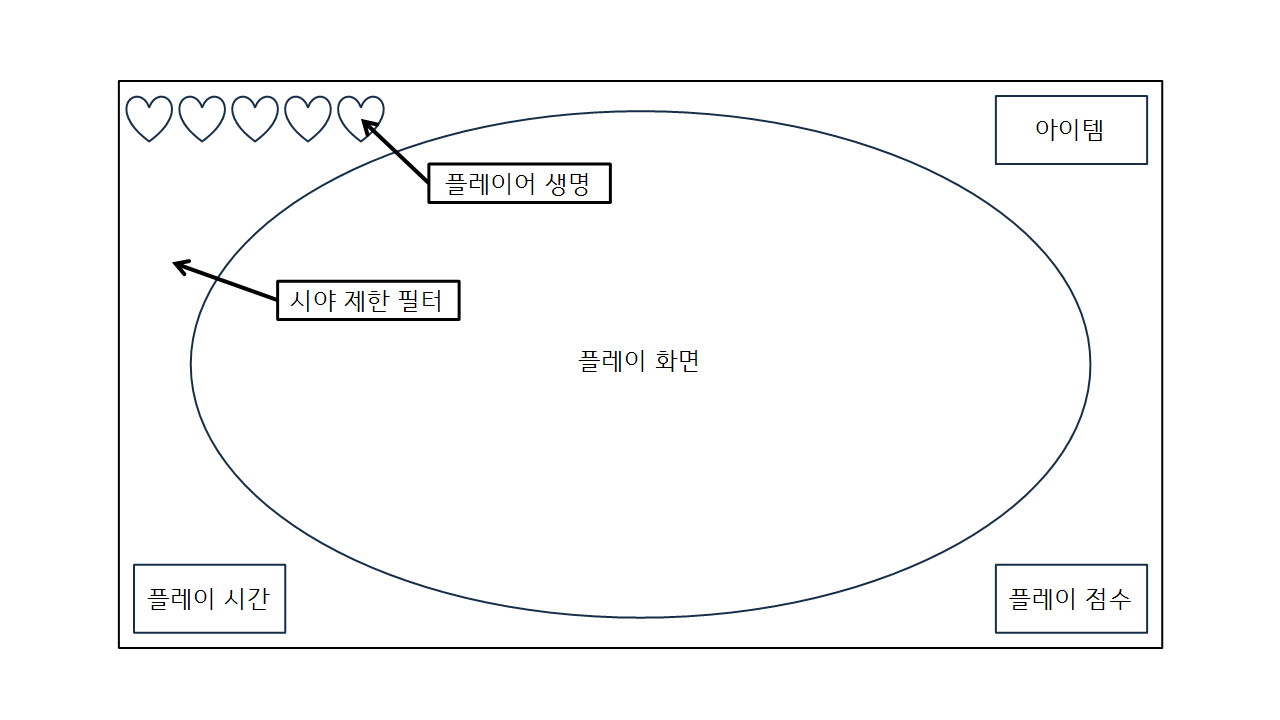 아이템
플레이어 생명
시야 제한 필터
플레이 화면
플레이 시간
플레이 점수